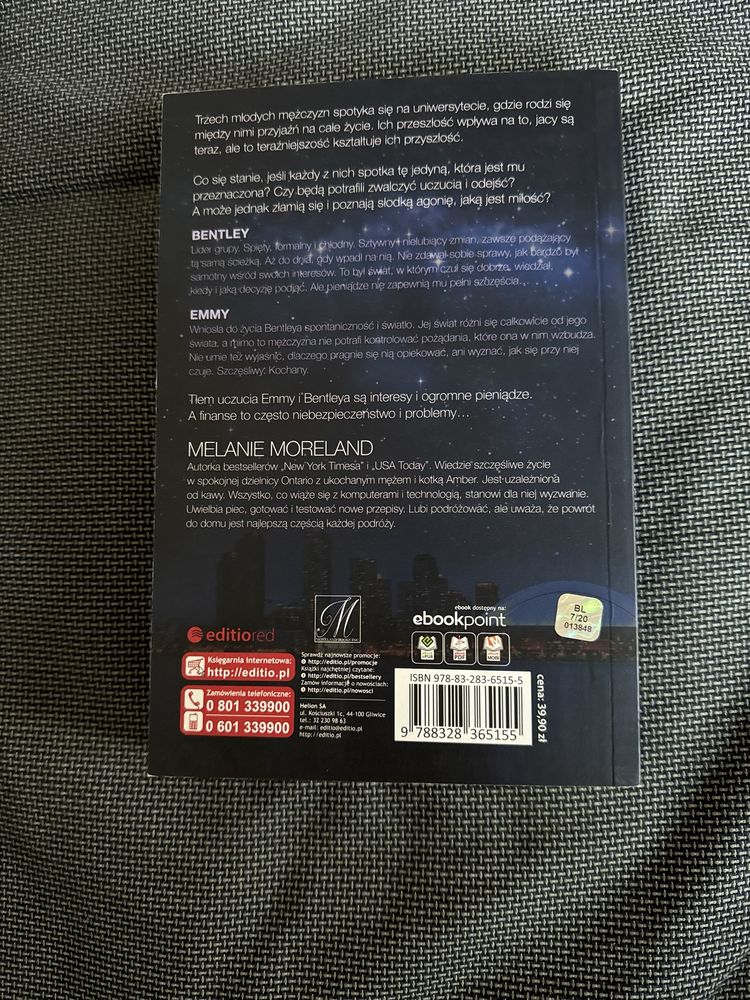 Trzech młodych mężczyzn spotyka się na uniwersytecie, gdzie rodzi się
między nimi przyjaźń na całe życie. Ich przeszłość wpływa na to, jacy są
teraz, ale to teraźniejszość kształtuje ich przyszłość.
Co się stanie, jeśli każdy z nich spotka tę jedyną, która jest mu
przeznaczona? Czy będą potrafili zwalczyć uczucia i odejść?
A może jednak złamią się i poznają słodką agonię, jaką jest miłość?
BENTLEY
Lider grupy. Spięty, formalny i chłodny. Sztywny i nielubiący zmian, zawsze podążający
tą samą ścieżką. Aż do dnia, gdy wpadł na nią. Nie zdawał sobie sprawy, jak bardzo był
samotny wśród swoich interesów. To był świat, w którym czuł się dobrze, wiedział,
kiedy i jaką decyzję podjąć. Ale pieniądze nie zapewnią mu pełni szczęścia.
EMMY
Wniosła do życia Bentleya spontaniczność i światło. Jej świat różni się całkowicie od jego
świata, a mimo to mężczyzna nie potrafi kontrolować pożądania, które ona w nim wzbudza.
Nie umie też wyjaśnić, dlaczego pragnie się nią opiekować, ani wyznać, jak się przy niej
czuje. Szczęśliwy. Kochany.
Tłem uczucia Emmy i Bentleya są interesy i ogromne pieniądze.
A finanse to często niebezpieczeństwo i problemy...
MELANIE MORELAND
Autorka bestsellerów „New York Timesa" i „USA Today". Wiedzie szczęśliwe życie
w spokojnej dzielnicy Ontario z ukochanym mężem i kotką Amber. Jest uzależniona
od kawy. Wszystko, co wiąże się z komputerami i technologią, stanowi dla niej wyzwanie.
Uwielbia piec, gotować i testować nowe przepisy. Lubi podróżować, ale uważa, że powrót
do domu jest najlepszą częścią każdej podróży.
editiored
M
MORELAND BOOKS INC.
Księgarnia internetowa:
http://editio.pl
Zamówienia telefoniczne:
0 801 339900
0 601 339900
Sprawdź najnowsze promocje:
http://editio.pl/promocje
Książki najchętniej czytane:
http://editio.pl/bestsellery
Zamów informacje o nowościach:
http://editio.pl/nowosci
Helion SA
ul. Kościuszki 1c, 44-100 Gliwice
tel.: 32 230 98 63
e-mail: editio@editio.pl
http://editio.pl
ebook dostępny na:
ebookpoint
ePUB
PDF
MOBI
BL
7/20
013848
ISBN 978-83-283-6515-5
9 788328 365155
cena: 39,90 zł